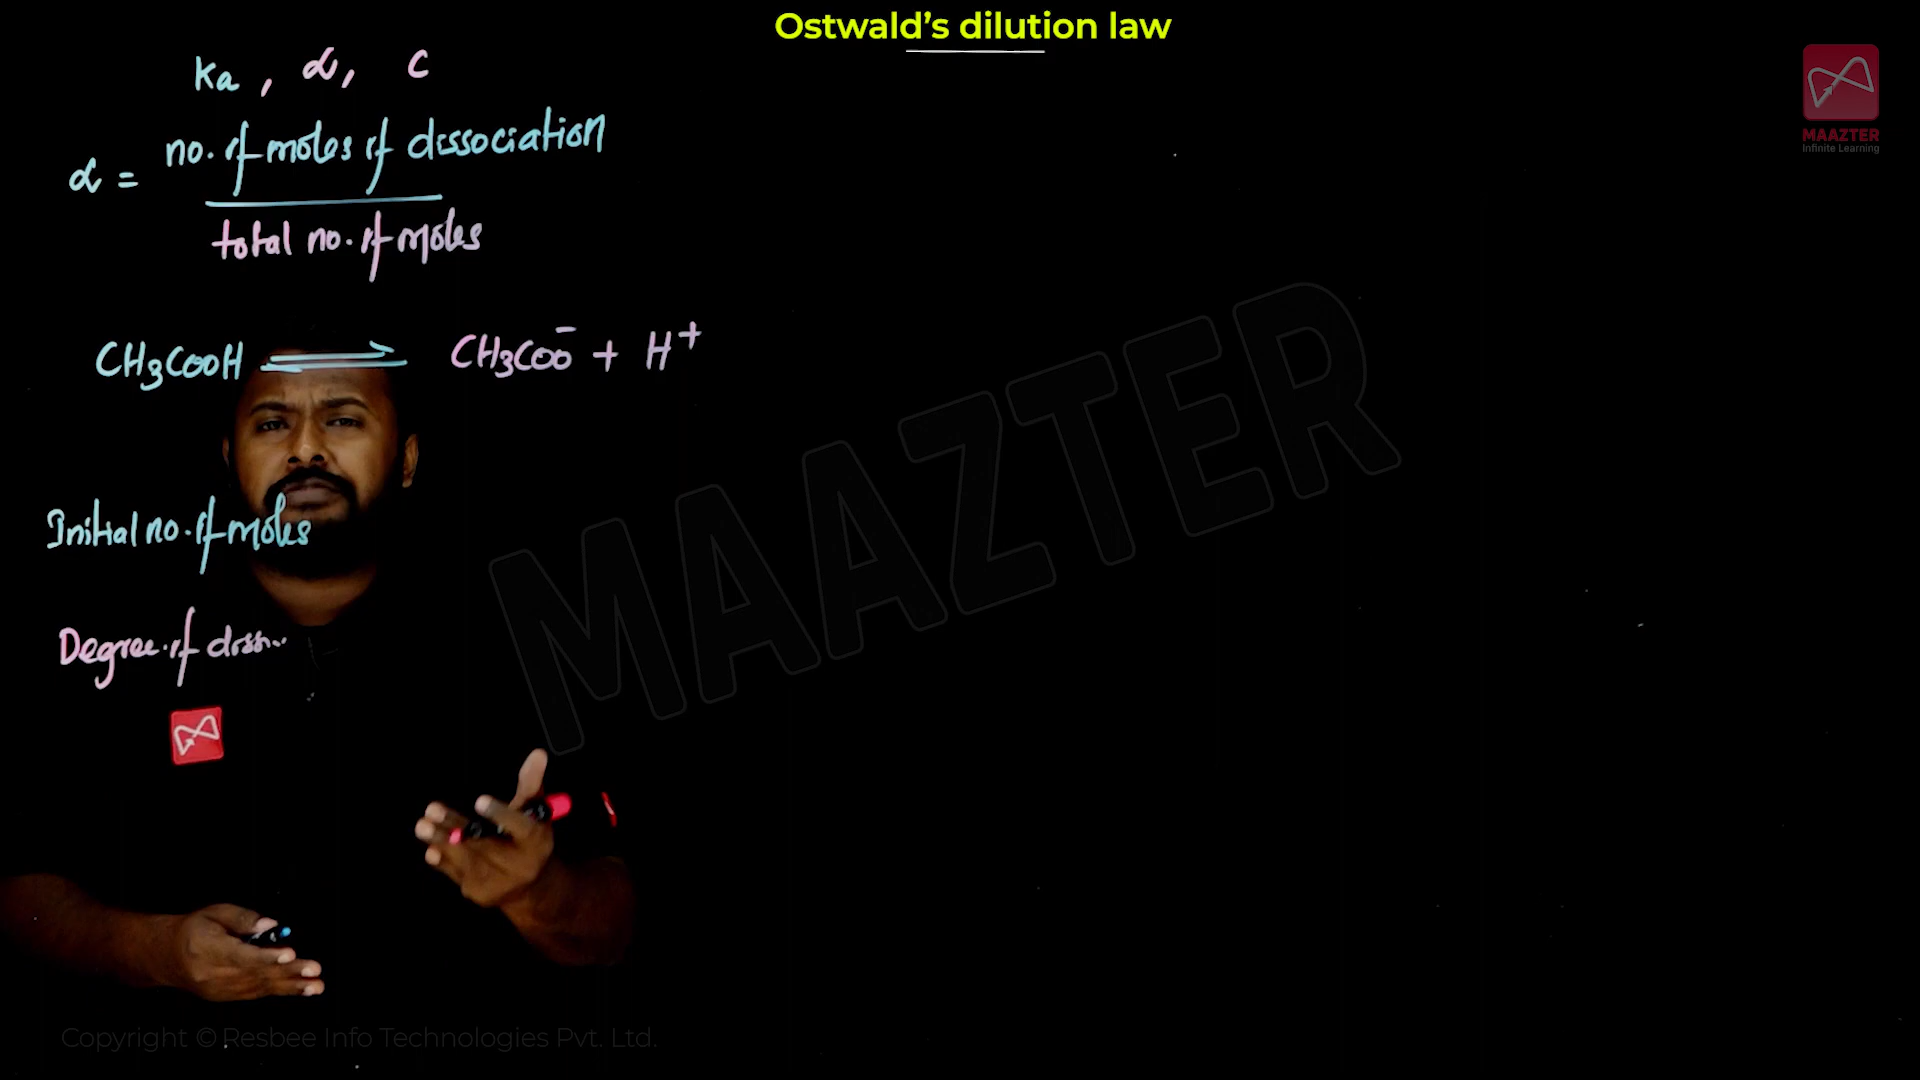 Ostwald's dilution law
Ka, α, C
α = no. of moles of dissociation
total no. of moles
CH3COOH ⇌ CH3COO⁻ + H⁺
Initial no. of moles
Degree of disso..
MAAZTER
Infinite Learning
MAAZTER
Copyright © Resbee Info Technologies Pvt. Ltd.